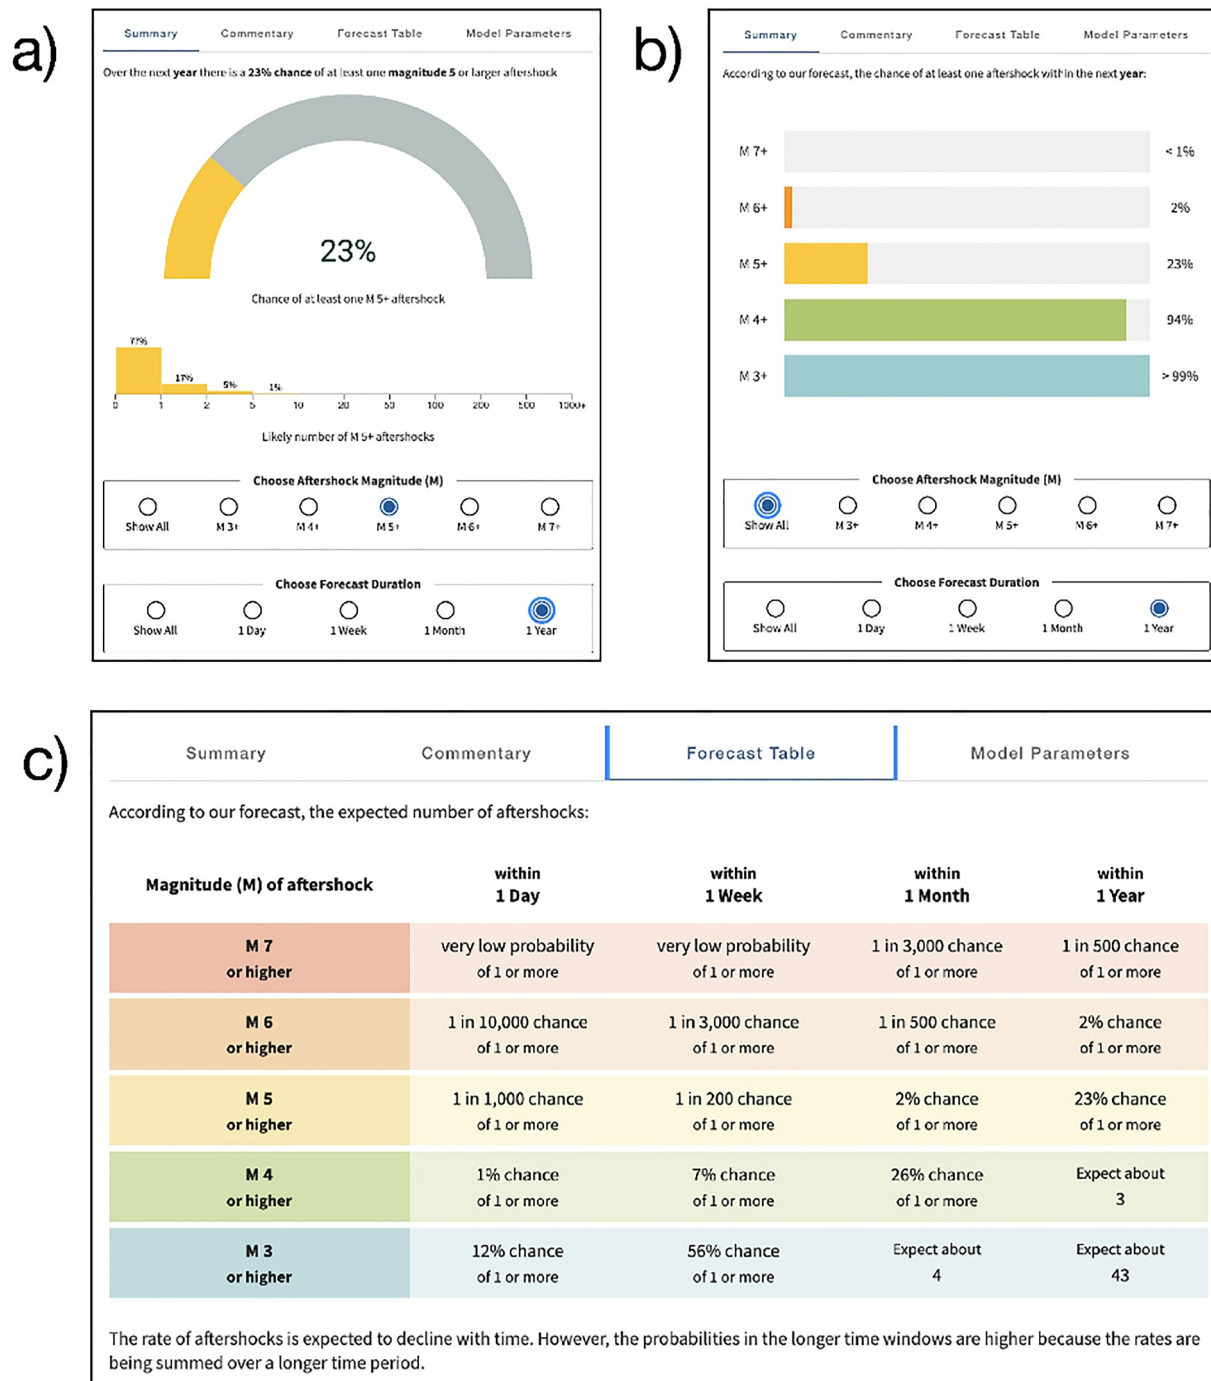 a)
Summary Commentary Forecast Table Model Parameters
Over the next year there is a 23% chance of at least one magnitude 5 or larger aftershock
23%
Chance of at least one M 5+ aftershock
77%
17%
5%
1%
0 1 2 5 10 20 50 100 200 500 1000+
Likely number of M 5+ aftershocks
Choose Aftershock Magnitude (M)
Show All M 3+ M 4+ M 5+ M 6+ M 7+
Choose Forecast Duration
Show All 1 Day 1 Week 1 Month 1 Year
b)
Summary Commentary Forecast Table Model Parameters
According to our forecast, the chance of at least one aftershock within the next year:
M 7+ < 1%
M 6+ 2%
M 5+ 23%
M 4+ 94%
M 3+ > 99%
Choose Aftershock Magnitude (M)
Show All M 3+ M 4+ M 5+ M 6+ M 7+
Choose Forecast Duration
Show All 1 Day 1 Week 1 Month 1 Year
c)
Summary Commentary Forecast Table Model Parameters
According to our forecast, the expected number of aftershocks:
Magnitude (M) of aftershock within 1 Day within 1 Week within 1 Month within 1 Year
M 7 very low probability very low probability 1 in 3,000 chance 1 in 500 chance
or higher of 1 or more of 1 or more of 1 or more of 1 or more
M 6 1 in 10,000 chance 1 in 3,000 chance 1 in 500 chance 2% chance
or higher of 1 or more of 1 or more of 1 or more of 1 or more
M 5 1 in 1,000 chance 1 in 200 chance 2% chance 23% chance
or higher of 1 or more of 1 or more of 1 or more of 1 or more
M 4 1% chance 7% chance 26% chance Expect about
or higher of 1 or more of 1 or more of 1 or more 3
M 3 12% chance 56% chance Expect about Expect about
or higher of 1 or more of 1 or more 4 43
The rate of aftershocks is expected to decline with time. However, the probabilities in the longer time windows are higher because the rates are
being summed over a longer time period.